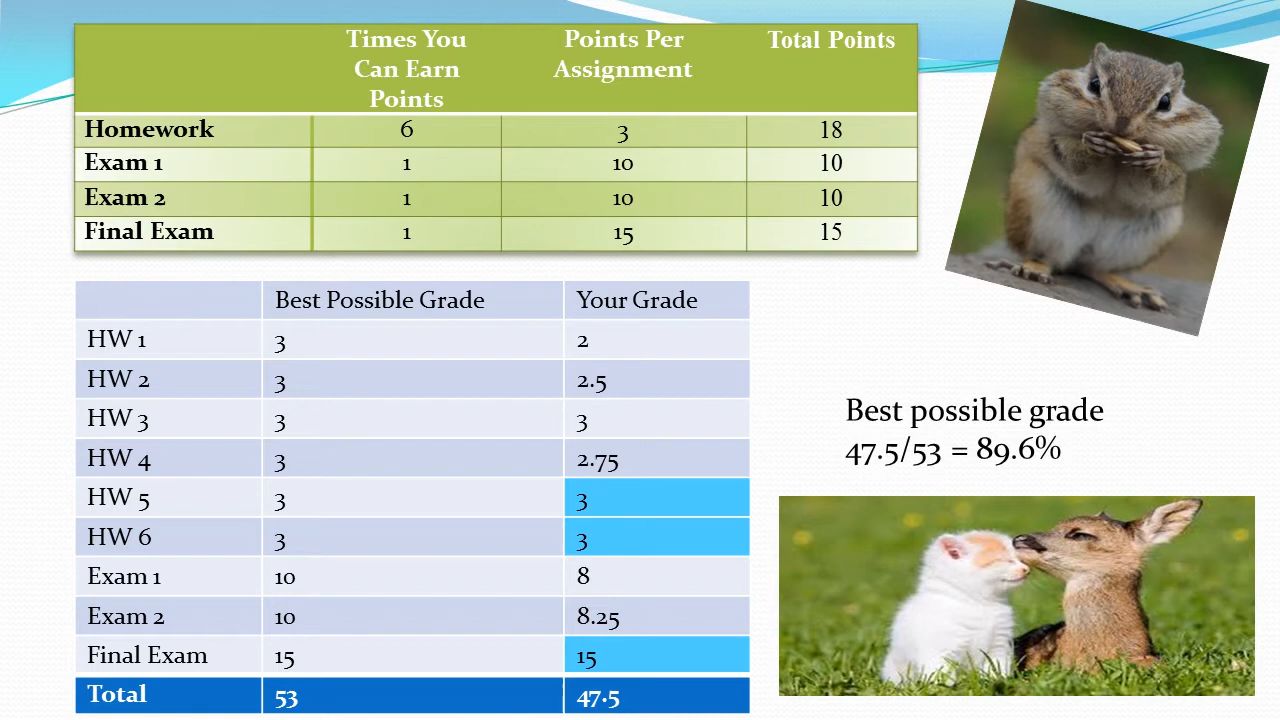 Times You Can Earn Points Points Per Assignment Total Points
Homework 6 3 18
Exam 1 1 10 10
Exam 2 1 10 10
Final Exam 1 15 15
Best Possible Grade Your Grade
HW 1 3 2
HW 2 3 2.5
HW 3 3 3
HW 4 3 2.75
HW 5 3 3
HW 6 3 3
Exam 1 10 8
Exam 2 10 8.25
Final Exam 15 15
Total 53 47.5
Best possible grade
47.5/53 = 89.6%